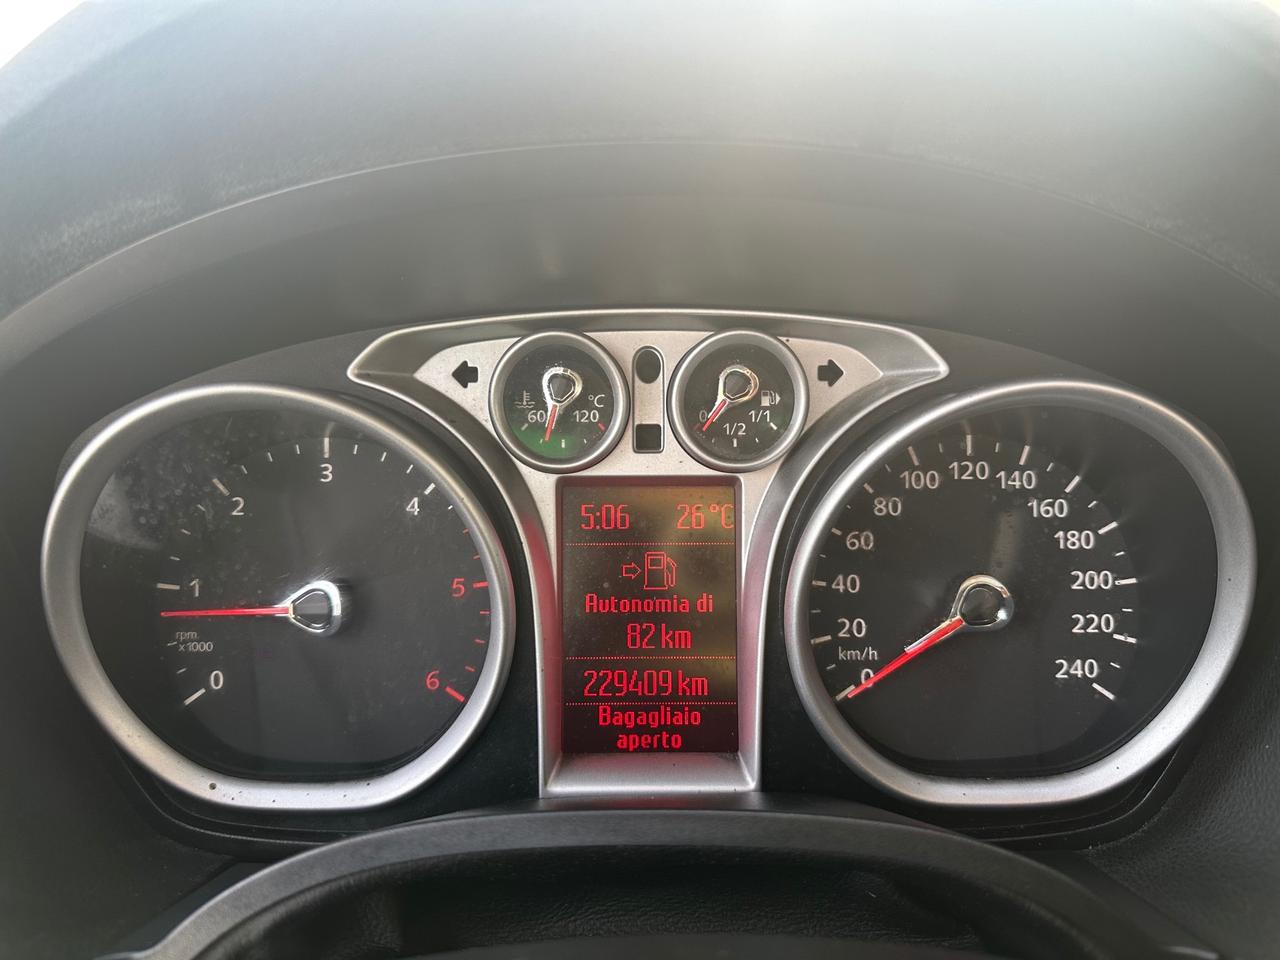 60 120 °C
0 1/2 1/1
0 1 2 3 4 5 6
rpm
x1000
5:06 26°C
Autonomia di
82 km
229409 km
Bagagliaio
aperto
0 20 40 60 80 100 120 140 160 180 200 220 240
km/h